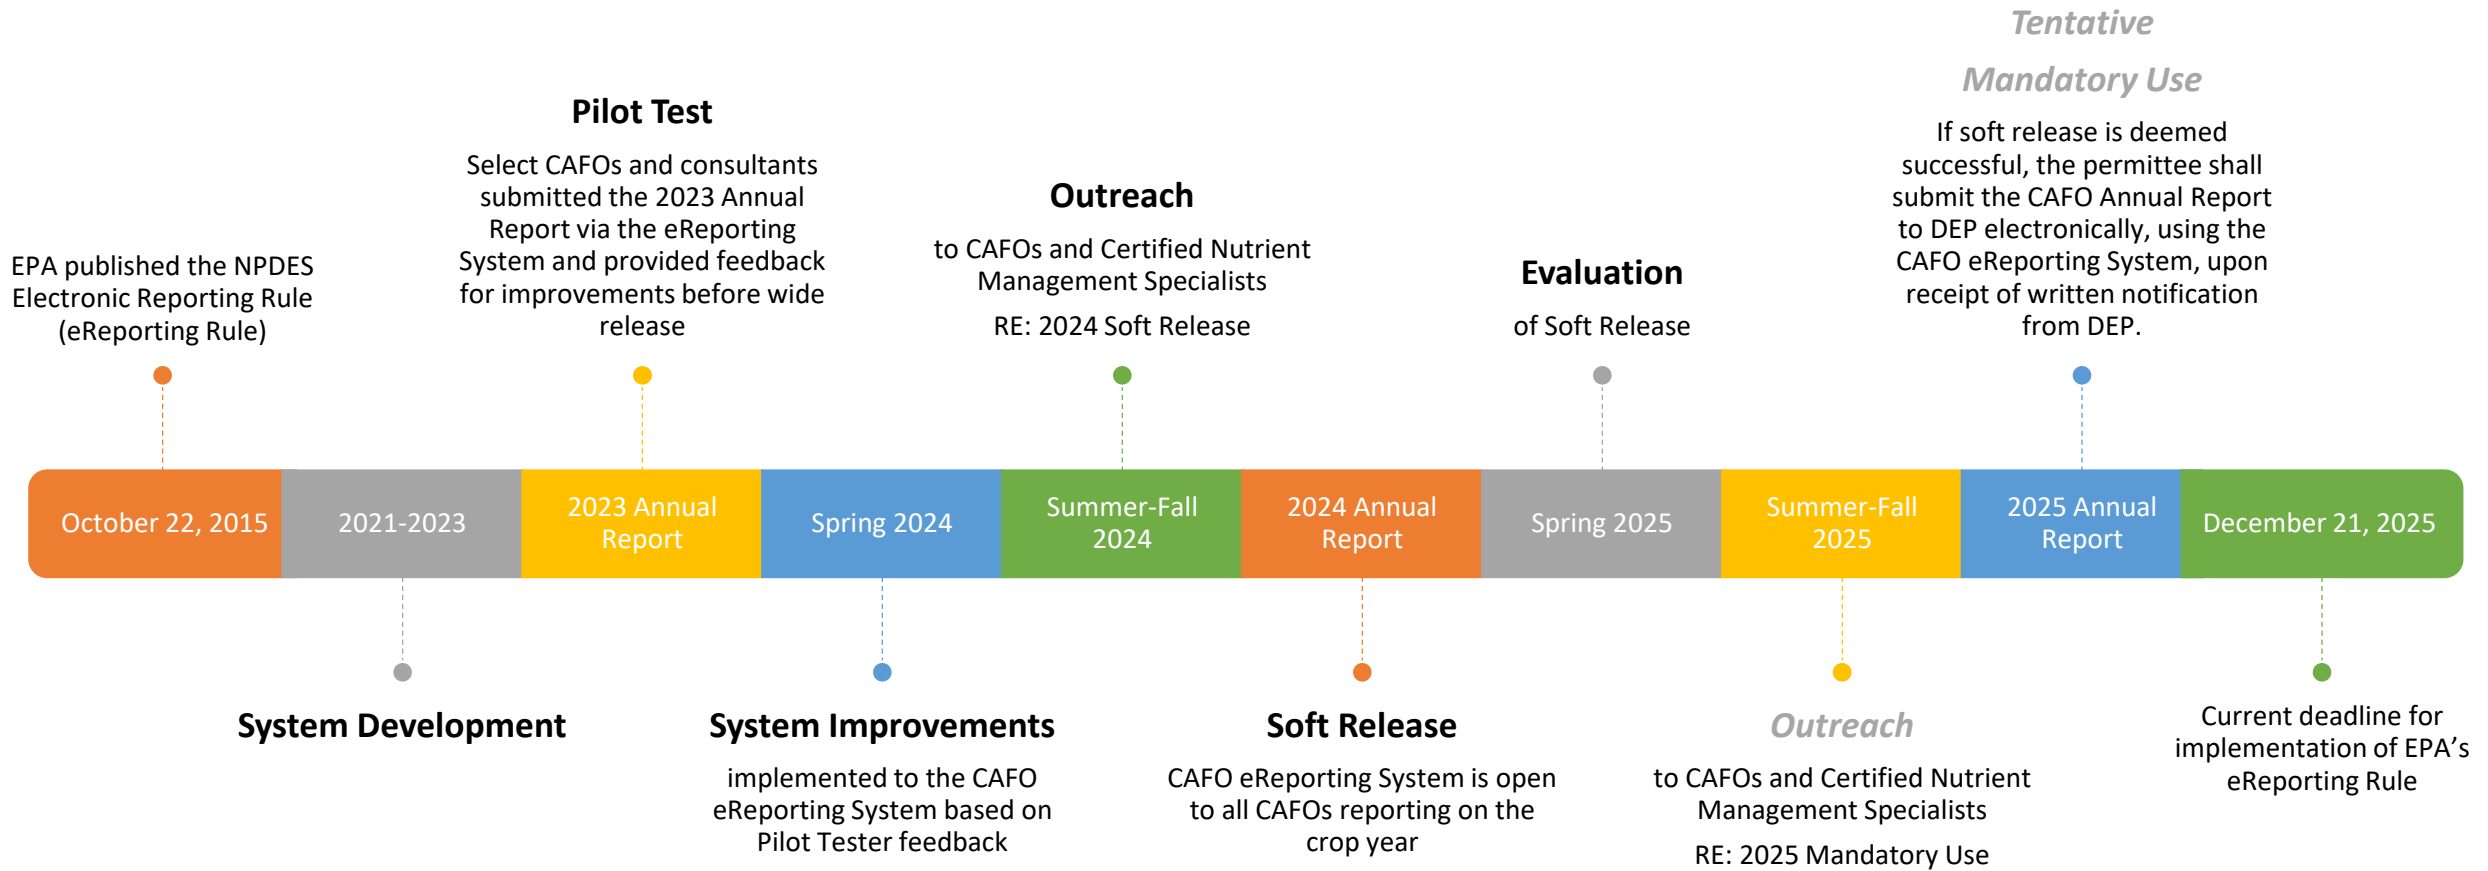 EPA published the NPDES
Electronic Reporting Rule
(eReporting Rule)
October 22, 2015
2021-2023
System Development
Pilot Test
Select CAFOs and consultants
submitted the 2023 Annual
Report via the eReporting
System and provided feedback
for improvements before wide
release
2023 Annual
Report
Spring 2024
System Improvements
implemented to the CAFO
eReporting System based on
Pilot Tester feedback
Outreach
to CAFOs and Certified Nutrient
Management Specialists
RE: 2024 Soft Release
Summer-Fall
2024
2024 Annual
Report
Soft Release
CAFO eReporting System is open
to all CAFOs reporting on the
crop year
Evaluation
of Soft Release
Spring 2025
Summer-Fall
2025
Outreach
to CAFOs and Certified Nutrient
Management Specialists
RE: 2025 Mandatory Use
Tentative
Mandatory Use
If soft release is deemed
successful, the permittee shall
submit the CAFO Annual Report
to DEP electronically, using the
CAFO eReporting System, upon
receipt of written notification
from DEP.
2025 Annual
Report
December 21, 2025
Current deadline for
implementation of EPA’s
eReporting Rule